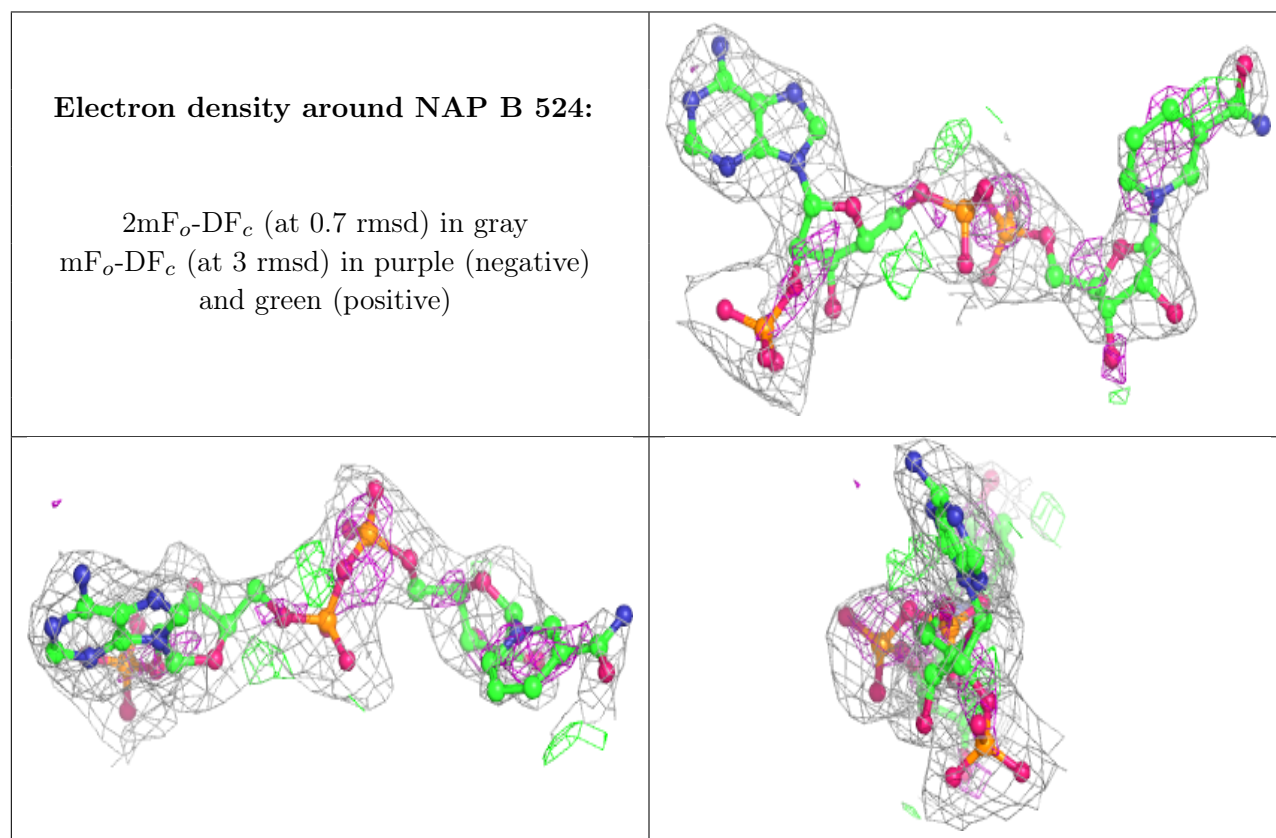 Electron density around NAP B 524:
2mFₒ-DF𝒸 (at 0.7 rmsd) in gray
mFₒ-DF𝒸 (at 3 rmsd) in purple (negative)
and green (positive)